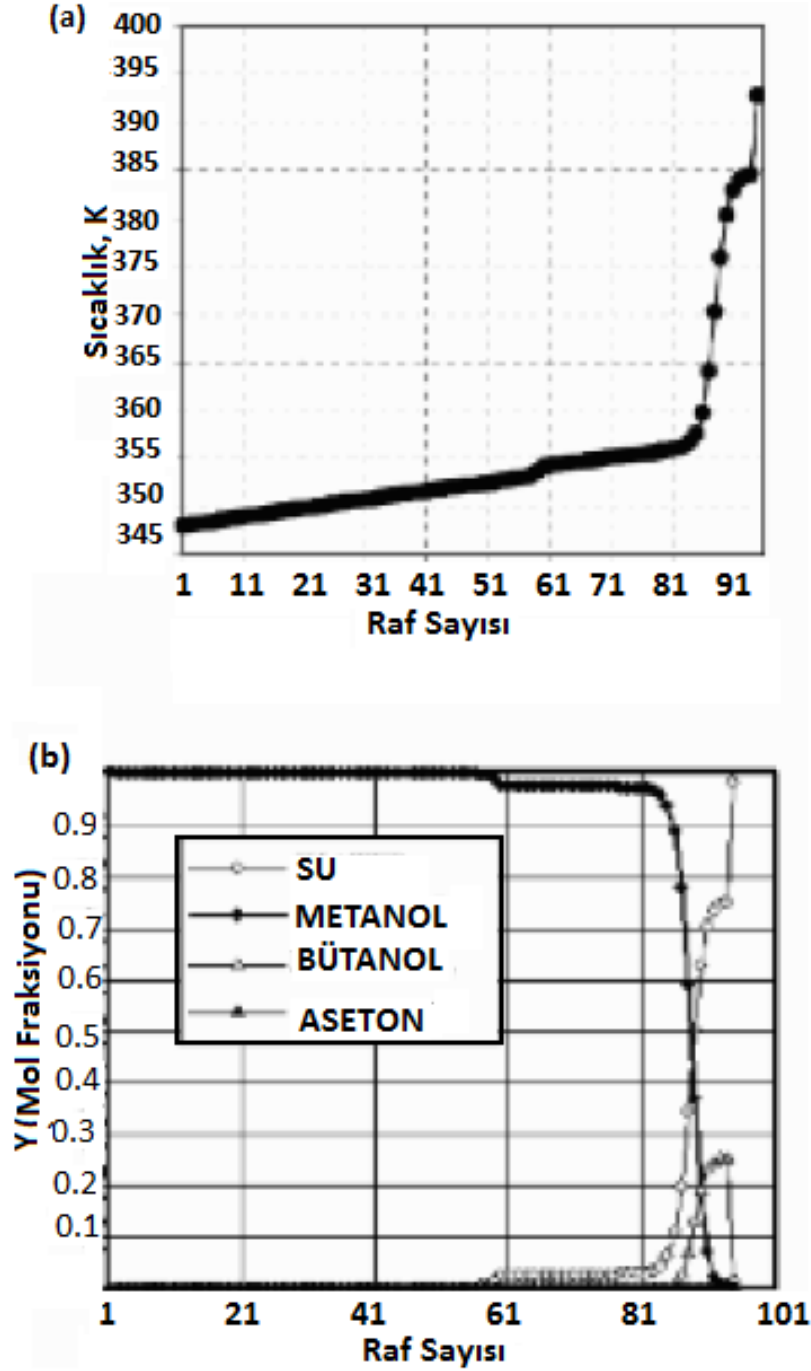 (a)
Sıcaklık, K
400
395
390
385
380
375
370
365
360
355
350
345
1 11 21 31 41 51 61 71 81 91
Raf Sayısı
(b)
Y(Mol Fraksiyonu)
0.9
0.8
0.7
0.6
0.5
0.4
0.3
0.2
0.1
SU
METANOL
BÜTANOL
ASETON
1 21 41 61 81 101
Raf Sayısı